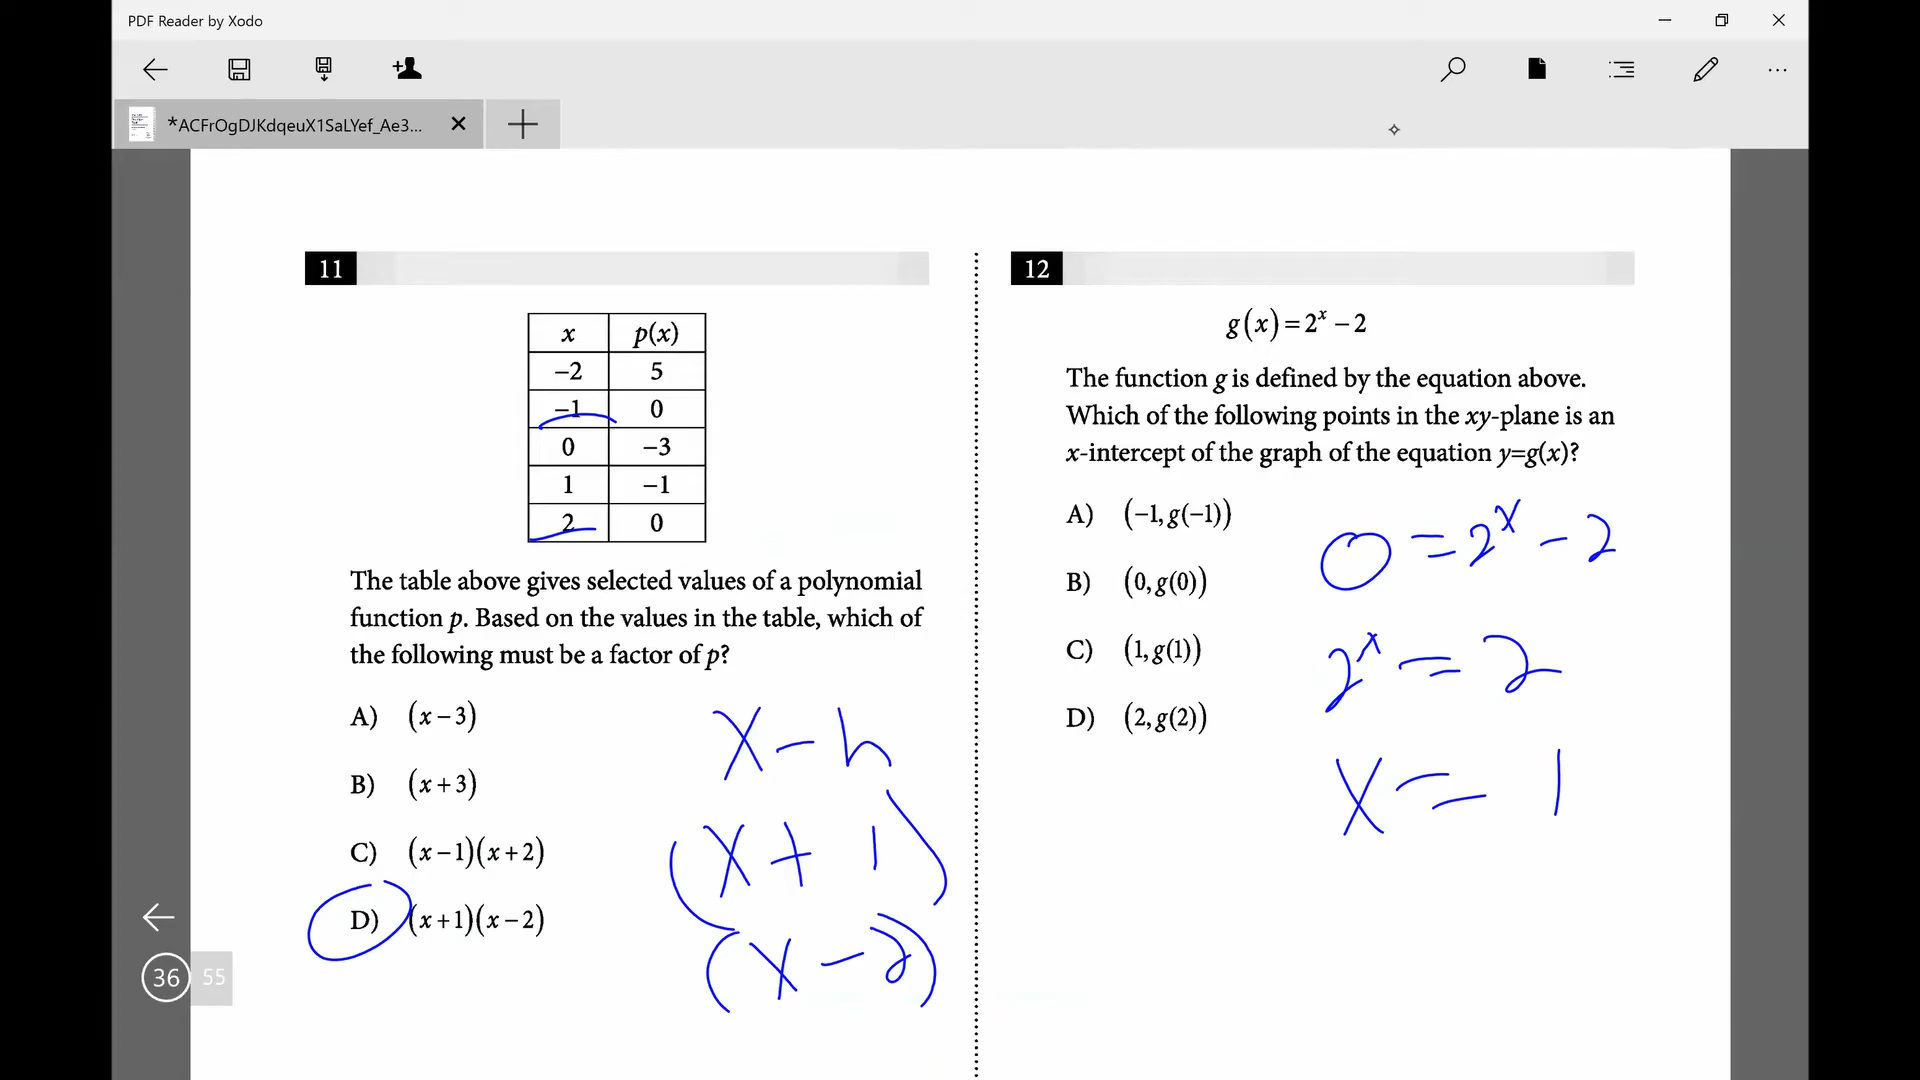 PDF Reader by Xodo
*ACFrOgDJKdqeuX1SaLYef_Ae3...
11
x p(x)
−2 5
−1 0
0 −3
1 −1
2 0
The table above gives selected values of a polynomial
function p. Based on the values in the table, which of
the following must be a factor of p?
A) (x − 3)
B) (x + 3)
C) (x − 1)(x + 2)
D) (x + 1)(x − 2)
x − h
(x + 1)
(x − 2)
12
g(x) = 2ˣ − 2
The function g is defined by the equation above.
Which of the following points in the xy-plane is an
x-intercept of the graph of the equation y=g(x)?
A) (−1, g(−1))
B) (0, g(0))
C) (1, g(1))
D) (2, g(2))
0 = 2ˣ − 2
2ˣ = 2
x = 1
36 55